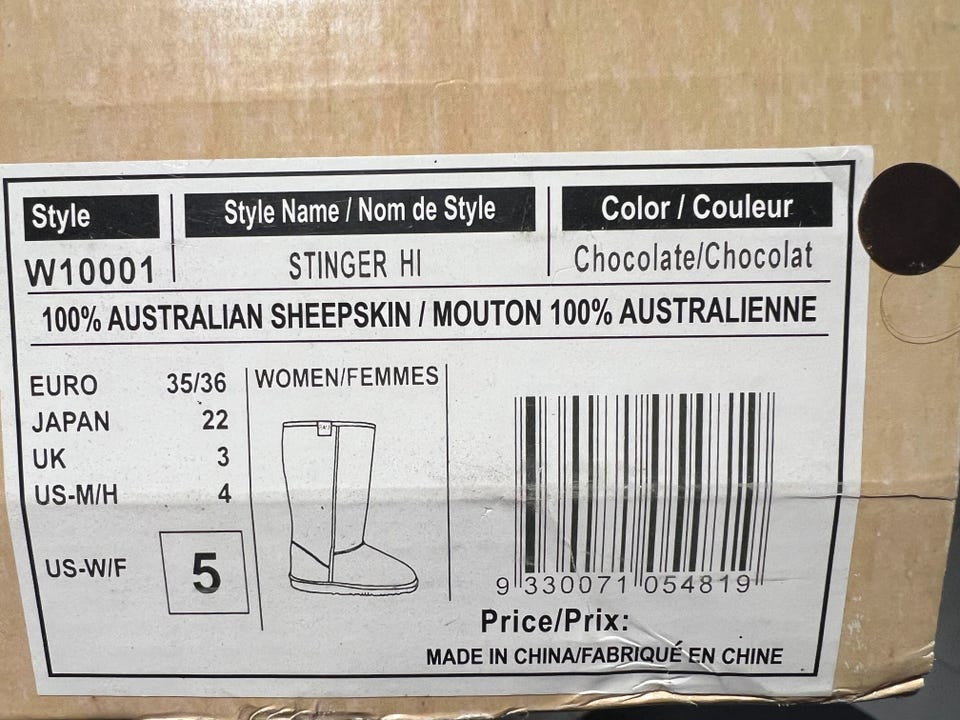 Style
Style Name / Nom de Style
Color / Couleur
W10001
STINGER HI
Chocolate/Chocolat
100% AUSTRALIAN SHEEPSKIN / MOUTON 100% AUSTRALIENNE
EURO 35/36
JAPAN 22
UK 3
US-M/H 4
US-W/F 5
WOMEN/FEMMES
9 330071 054819
Price/Prix:
MADE IN CHINA/FABRIQUÉ EN CHINE